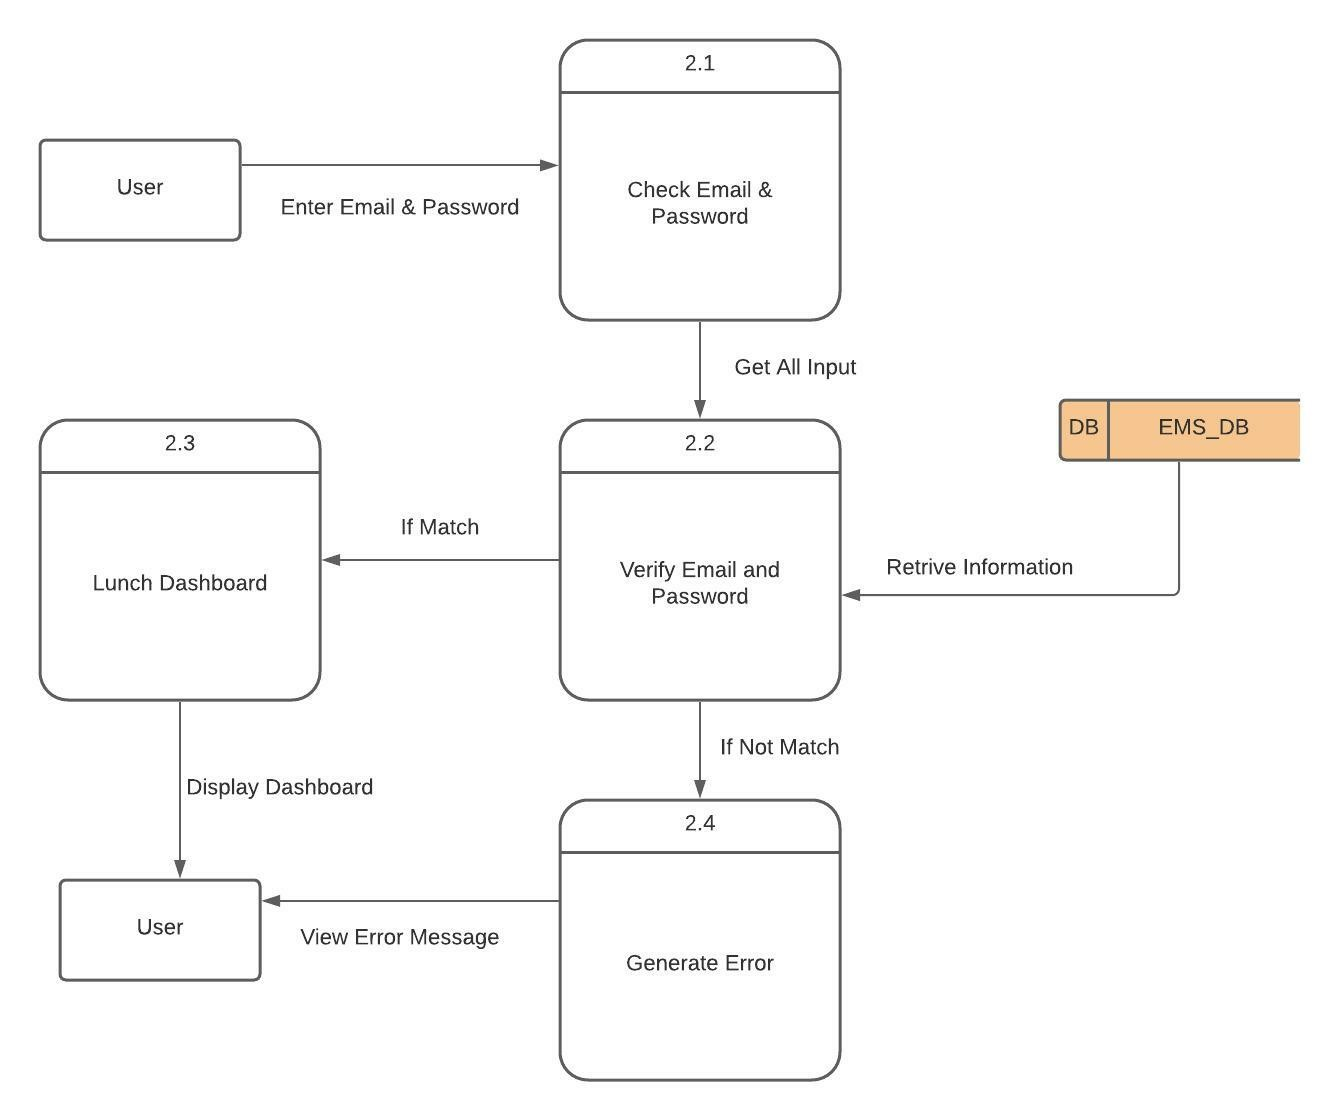 2.1
User
Check Email &
Password
Enter Email & Password
Get All Input
DB
EMS_DB
2.3
2.2
If Match
Lunch Dashboard
Verify Email and
Password
Retrive Information
If Not Match
Display Dashboard
2.4
User
View Error Message
Generate Error